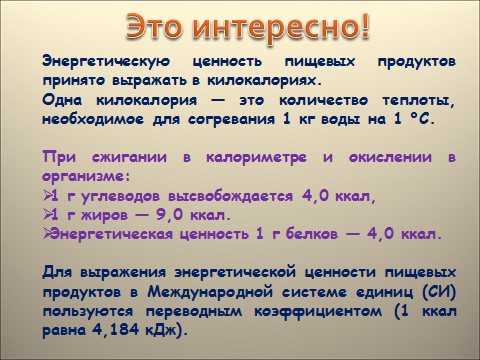 Это интересно!
Энергетическую ценность пищевых продуктов
принято выражать в килокалориях.
Одна килокалория — это количество теплоты,
необходимое для согревания 1 кг воды на 1 °С.
При сжигании в калориметре и окислении в
организме:
➢1 г углеводов высвобождается 4,0 ккал,
➢1 г жиров — 9,0 ккал.
➢Энергетическая ценность 1 г белков — 4,0 ккал.
Для выражения энергетической ценности пищевых
продуктов в Международной системе единиц (СИ)
пользуются переводным коэффициентом (1 ккал
равна 4,184 кДж).